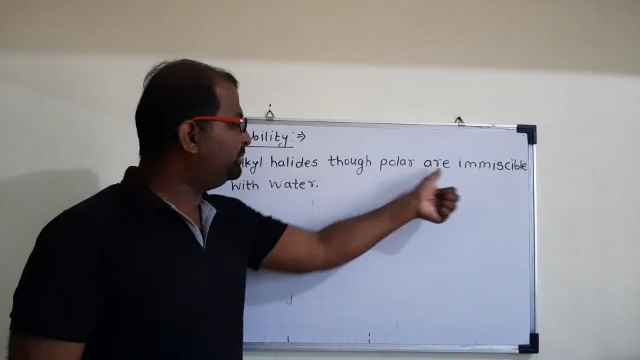 bility :⇒
lkyl halides though polar are immiscible
with water.